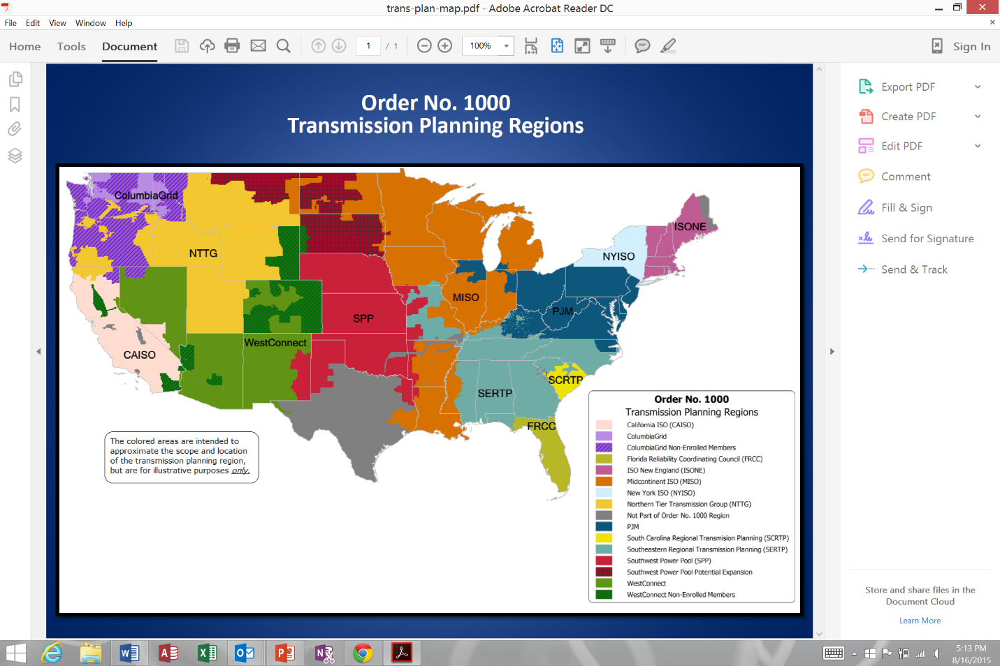 trans-plan-map.pdf - Adobe Acrobat Reader DC
File Edit View Window Help
Home Tools Document 1 / 1 100% Sign In
Order No. 1000
Transmission Planning Regions
ColumbiaGrid
NTTG
MISO
ISONE
NYISO
PJM
SPP
WestConnect
CAISO
SERTP
SCRTP
FRCC
The colored areas are intended to
approximate the scope and location
of the transmission planning region,
but are for illustrative purposes only.
Order No. 1000
Transmission Planning Regions
California ISO (CAISO)
ColumbiaGrid
ColumbiaGrid Non-Enrolled Members
Florida Reliability Coordinating Council (FRCC)
ISO New England (ISONE)
Midcontinent ISO (MISO)
New York ISO (NYISO)
Northern Tier Transmission Group (NTTG)
Not Part of Order No. 1000 Region
PJM
South Carolina Regional Transmision Planning (SCRTP)
Southeastern Regional Transmission Planning (SERTP)
Southwest Power Pool (SPP)
Southwest Power Pool Potential Expansion
WestConnect
WestConnect Non-Enrolled Members
Export PDF
Create PDF
Edit PDF
Comment
Fill & Sign
Send for Signature
Send & Track
Store and share files in the
Document Cloud
Learn More
5:13 PM
8/16/2015